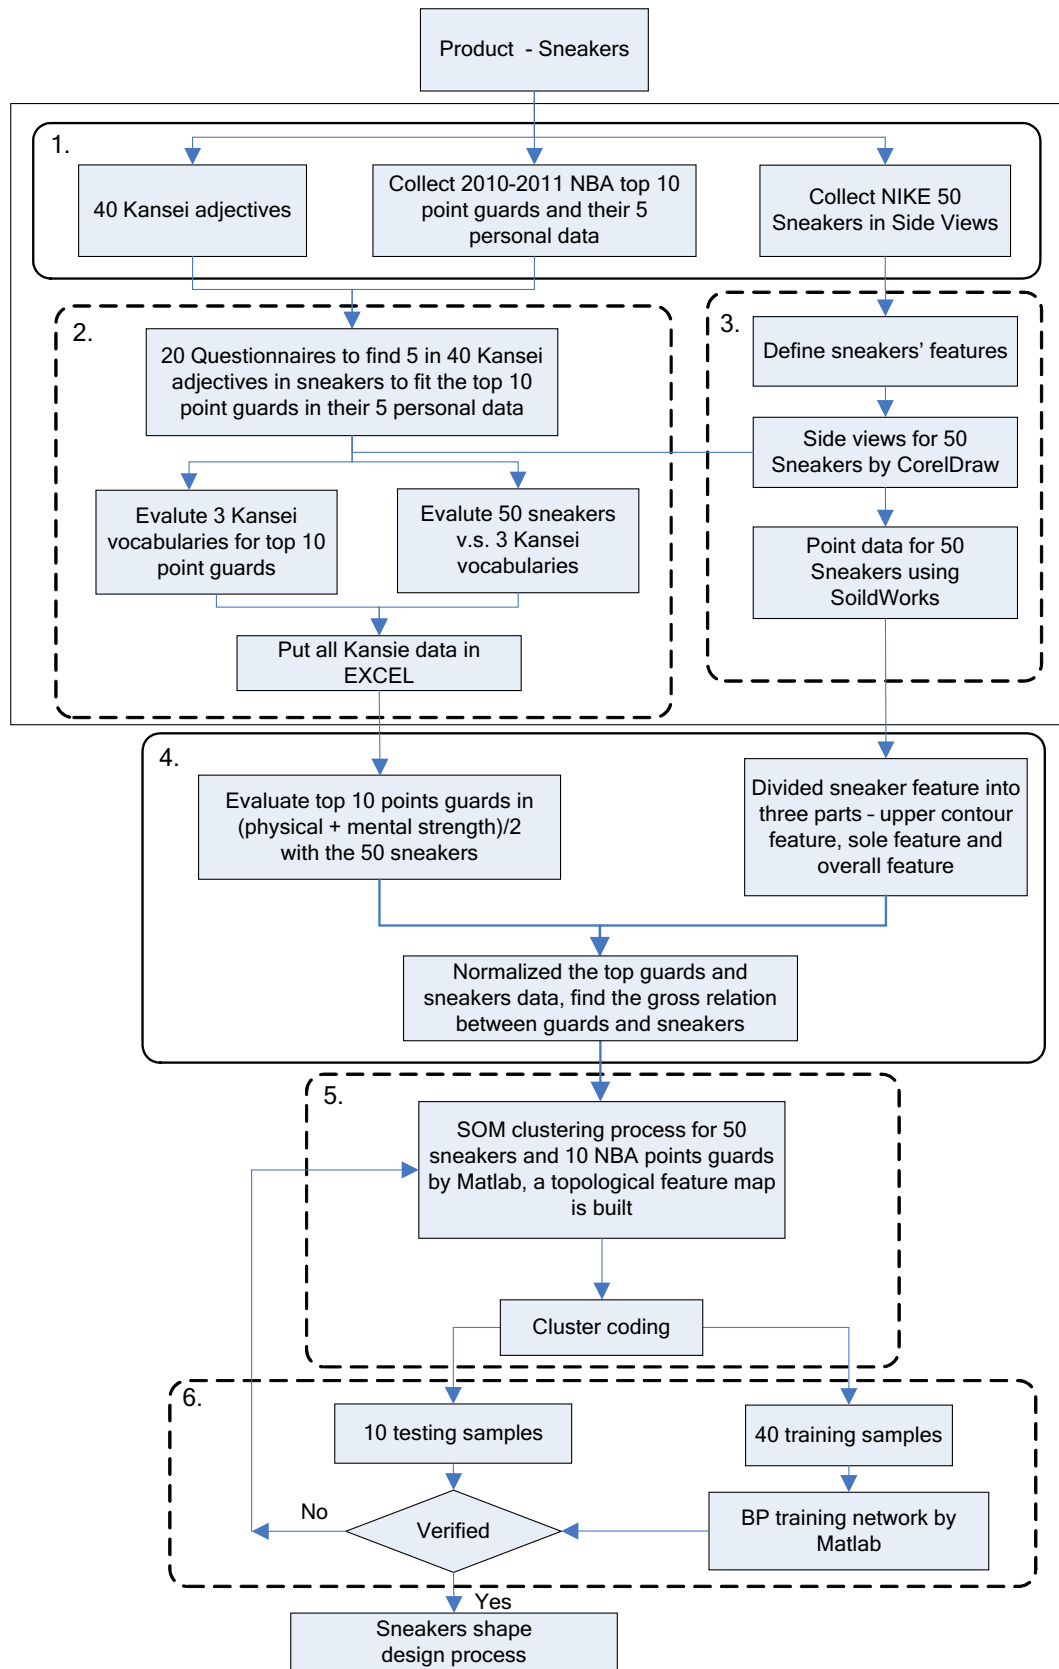 Product  - Sneakers
1.
40 Kansei adjectives
Collect 2010-2011 NBA top 10
point guards and their 5
personal data
Collect NIKE 50
Sneakers in Side Views
2.
20 Questionnaires to find 5 in 40 Kansei
adjectives in sneakers to fit the top 10
point guards in their 5 personal data
3.
Define sneakers’ features
Side views for 50
Sneakers by CorelDraw
Evalute 3 Kansei
vocabularies for top 10
point guards
Evalute 50 sneakers
v.s. 3 Kansei
vocabularies
Point data for 50
Sneakers using
SoildWorks
Put all Kansie data in
EXCEL
4.
Evaluate top 10 points guards in
(physical + mental strength)/2
with the 50 sneakers
Divided sneaker feature into
three parts - upper contour
feature, sole feature and
overall feature
Normalized the top guards and
sneakers data, find the gross relation
between guards and sneakers
5.
SOM clustering process for 50
sneakers and 10 NBA points guards
by Matlab, a topological feature map
is built
Cluster coding
6.
10 testing samples
40 training samples
No
Verified
BP training network by
Matlab
Yes
Sneakers shape
design process